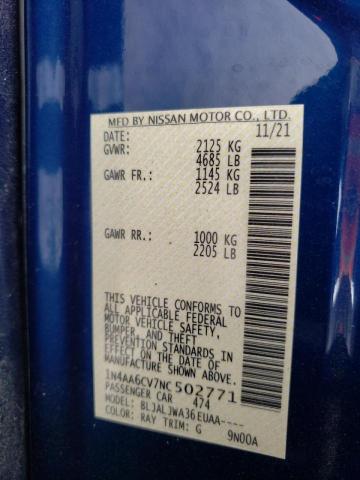 MFD BY NISSAN MOTOR CO., LTD.
DATE: 11/21
GVWR: 2125 KG
4685 LB
GAWR FR.: 1145 KG
2524 LB
GAWR RR.: 1000 KG
2205 LB
THIS VEHICLE CONFORMS TO
ALL APPLICABLE FEDERAL
MOTOR VEHICLE SAFETY,
BUMPER, AND THEFT
PREVENTION STANDARDS IN
EFFECT ON THE DATE OF
MANUFACTURE SHOWN ABOVE.
1N4AA6CV7NC502771
PASSENGER CAR 474
MODEL: BLJALJWA36EUAA----
COLOR: RAY TRIM: G 9N00A